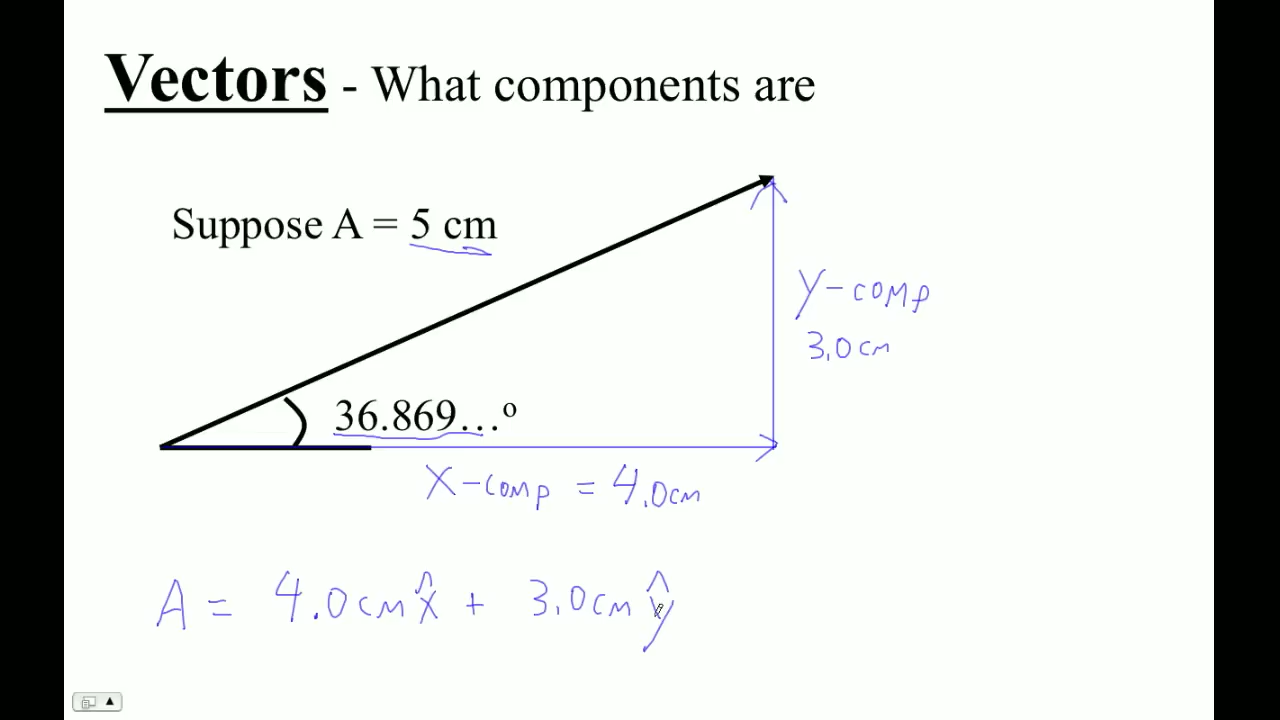 Vectors - What components are
Suppose A = 5 cm
y-comp
3.0cm
36.869...º
x-comp = 4.0cm
A = 4.0cm x̂ + 3.0cm ŷ